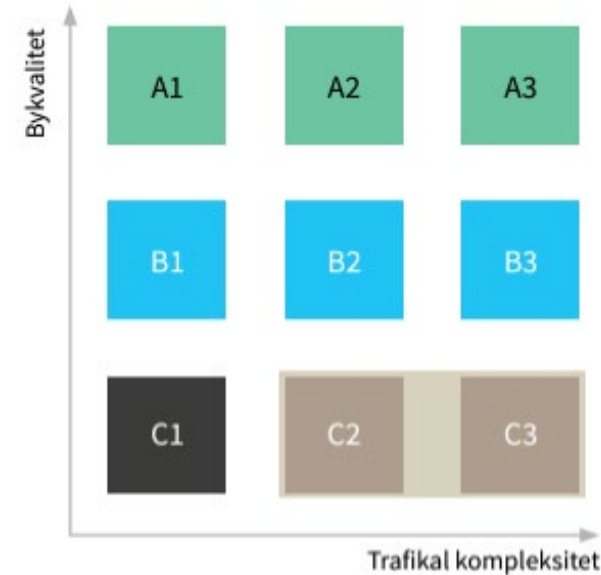 Bykvalitet
A1 A2 A3
B1 B2 B3
C1 C2 C3
Trafikal kompleksitet